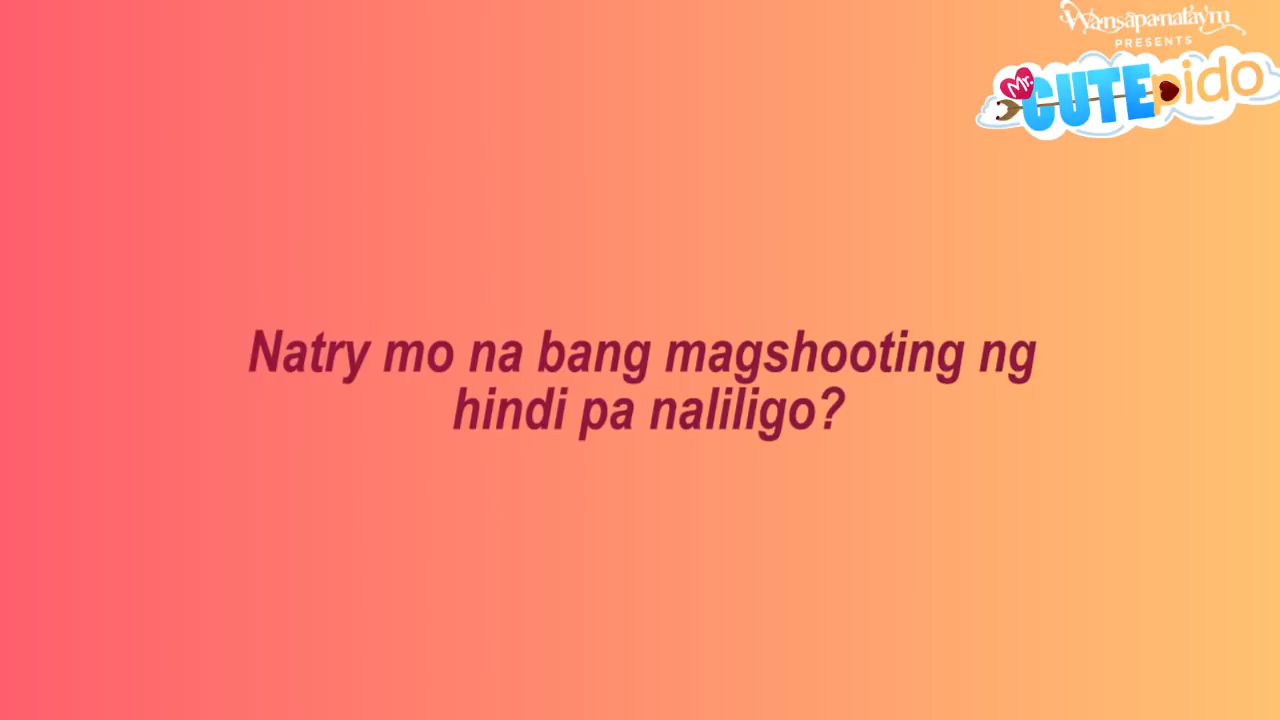 Wansapanataym
PRESENTS
Mr.
CUTEpido
Natry mo na bang magshooting ng
hindi pa naliligo?